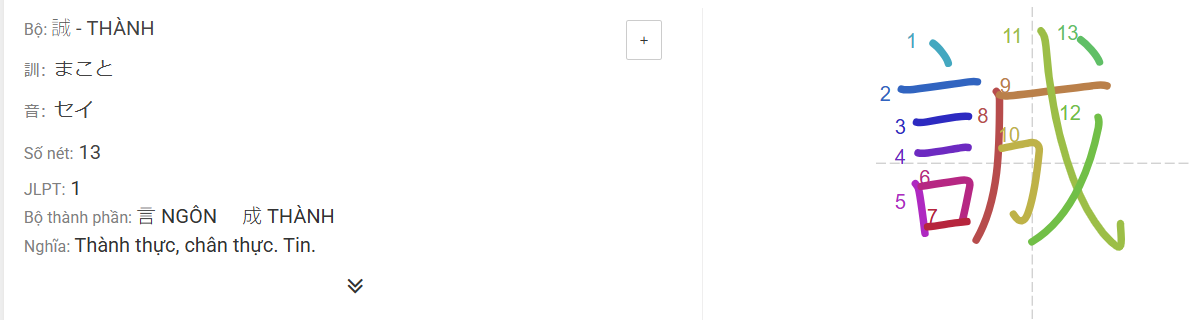 Bộ: 誠 - THÀNH
訓: まこと
音: セイ
Số nét: 13
JLPT: 1
Bộ thành phần: 言 NGÔN 成 THÀNH
Nghĩa: Thành thực, chân thực. Tin.
+
誠
1
2
3
4
5
6
7
8
9
10
11
12
13